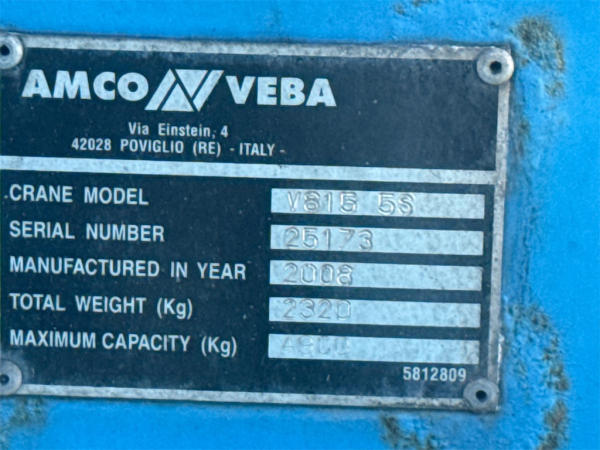 AMCO VEBA
Via Einstein, 4
42028 POVIGLIO (RE) - ITALY -
CRANE MODEL V815 5S
SERIAL NUMBER 25173
MANUFACTURED IN YEAR 2008
TOTAL WEIGHT (Kg) 2320
MAXIMUM CAPACITY (Kg)
5812809